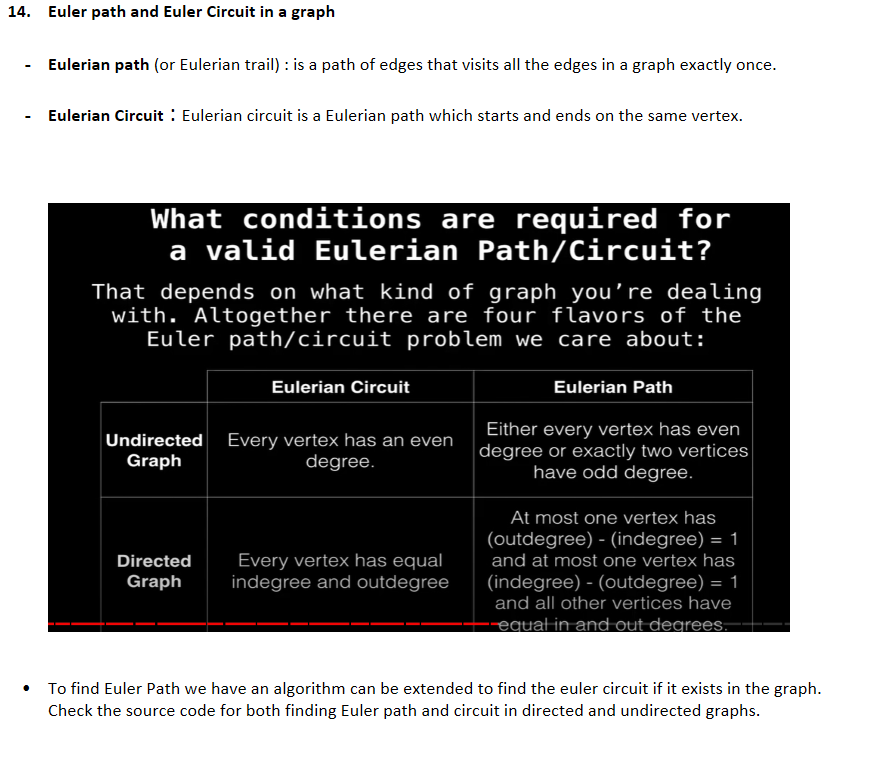 14. Euler path and Euler Circuit in a graph
- Eulerian path (or Eulerian trail) : is a path of edges that visits all the edges in a graph exactly once.
- Eulerian Circuit : Eulerian circuit is a Eulerian path which starts and ends on the same vertex.
What conditions are required for
a valid Eulerian Path/Circuit?
That depends on what kind of graph you're dealing
with. Altogether there are four flavors of the
Euler path/circuit problem we care about:
Eulerian Circuit
Eulerian Path
Undirected
Graph
Every vertex has an even
degree.
Either every vertex has even
degree or exactly two vertices
have odd degree.
Directed
Graph
Every vertex has equal
indegree and outdegree
At most one vertex has
(outdegree) - (indegree) = 1
and at most one vertex has
(indegree) - (outdegree) = 1
and all other vertices have
equal in and out degrees.
• To find Euler Path we have an algorithm can be extended to find the euler circuit if it exists in the graph.
Check the source code for both finding Euler path and circuit in directed and undirected graphs.